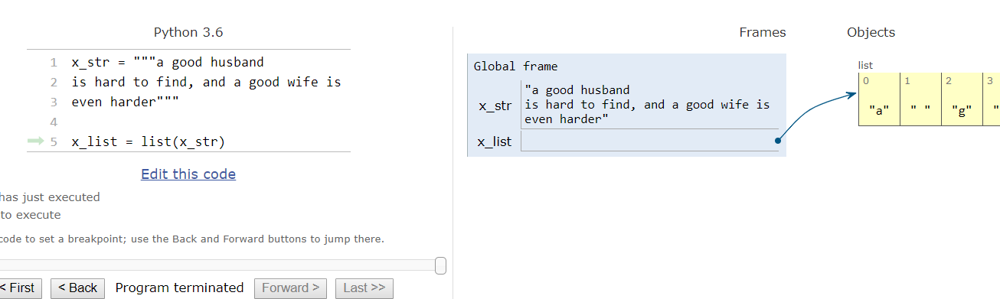 Python 3.6
1 x_str = """a good husband
2 is hard to find, and a good wife is
3 even harder"""
4
5 x_list = list(x_str)
Edit this code
has just executed
to execute
code to set a breakpoint; use the Back and Forward buttons to jump there.
< First < Back Program terminated Forward > Last >>
Frames Objects
Global frame
x_str "a good husband
is hard to find, and a good wife is
even harder"
x_list
list
0 1 2 3
"a" " " "g" "